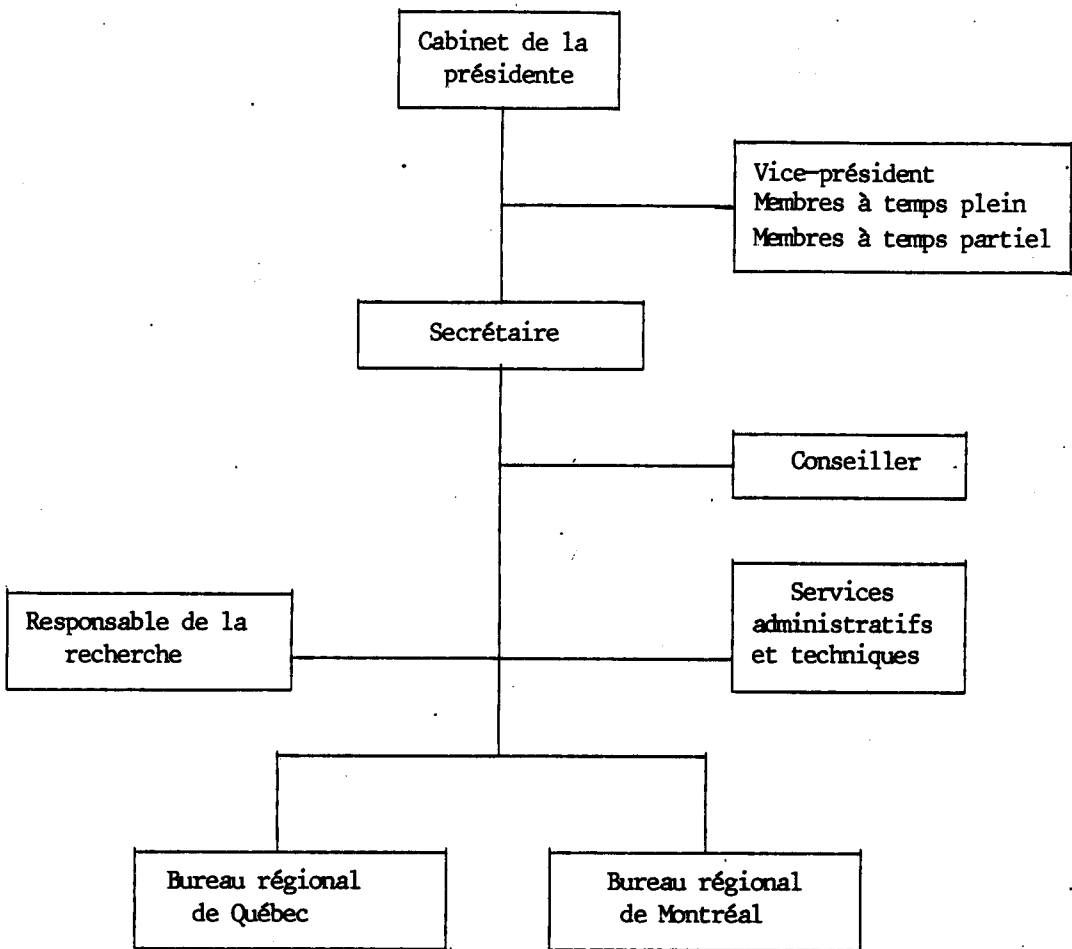 Cabinet de la
présidente
Vice-président
Membres à temps plein
Membres à temps partiel
Secrétaire
Conseiller
Services
administratifs
et techniques
Responsable de la
recherche
Bureau régional
de Québec
Bureau régional
de Montréal